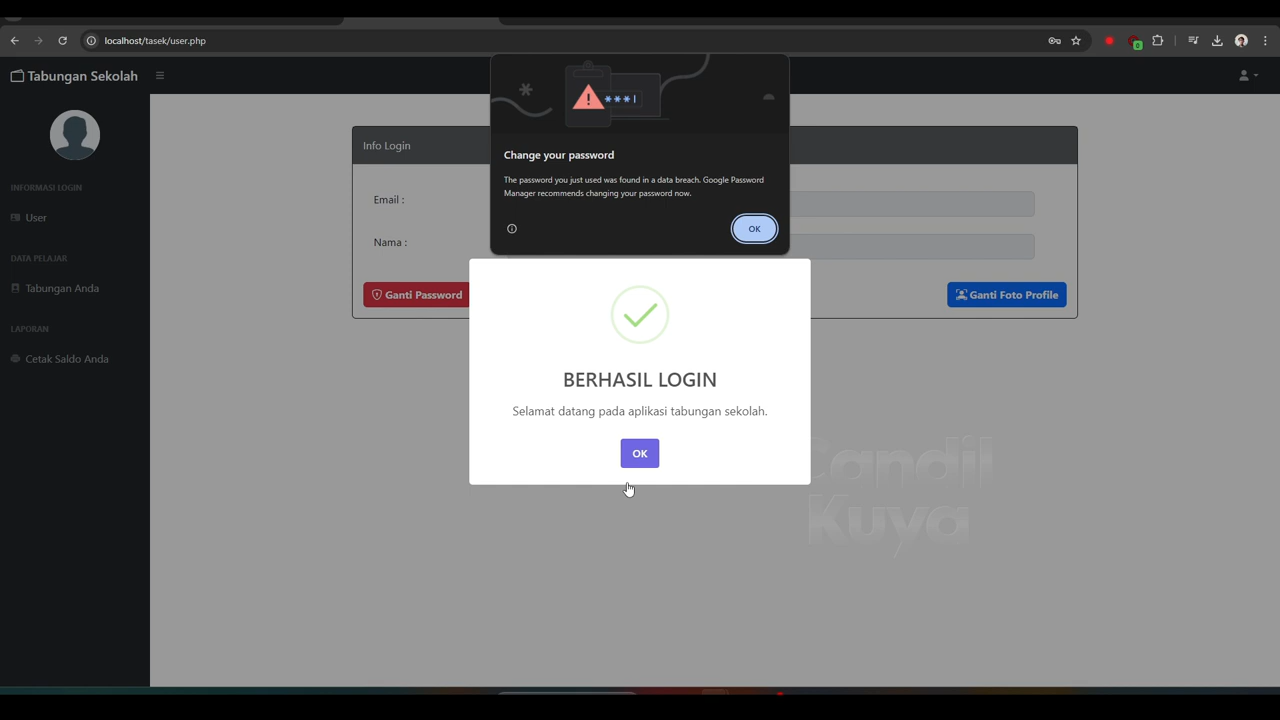 localhost/tasek/user.php
0
Tabungan Sekolah
***
Change your password
The password you just used was found in a data breach. Google Password
Manager recommends changing your password now.
OK
INFORMASI LOGIN
User
DATA PELAJAR
Tabungan Anda
LAPORAN
Cetak Saldo Anda
Info Login
Email :
Nama :
Ganti Password
Ganti Foto Profile
BERHASIL LOGIN
Selamat datang pada aplikasi tabungan sekolah.
OK
Candil
Kuya